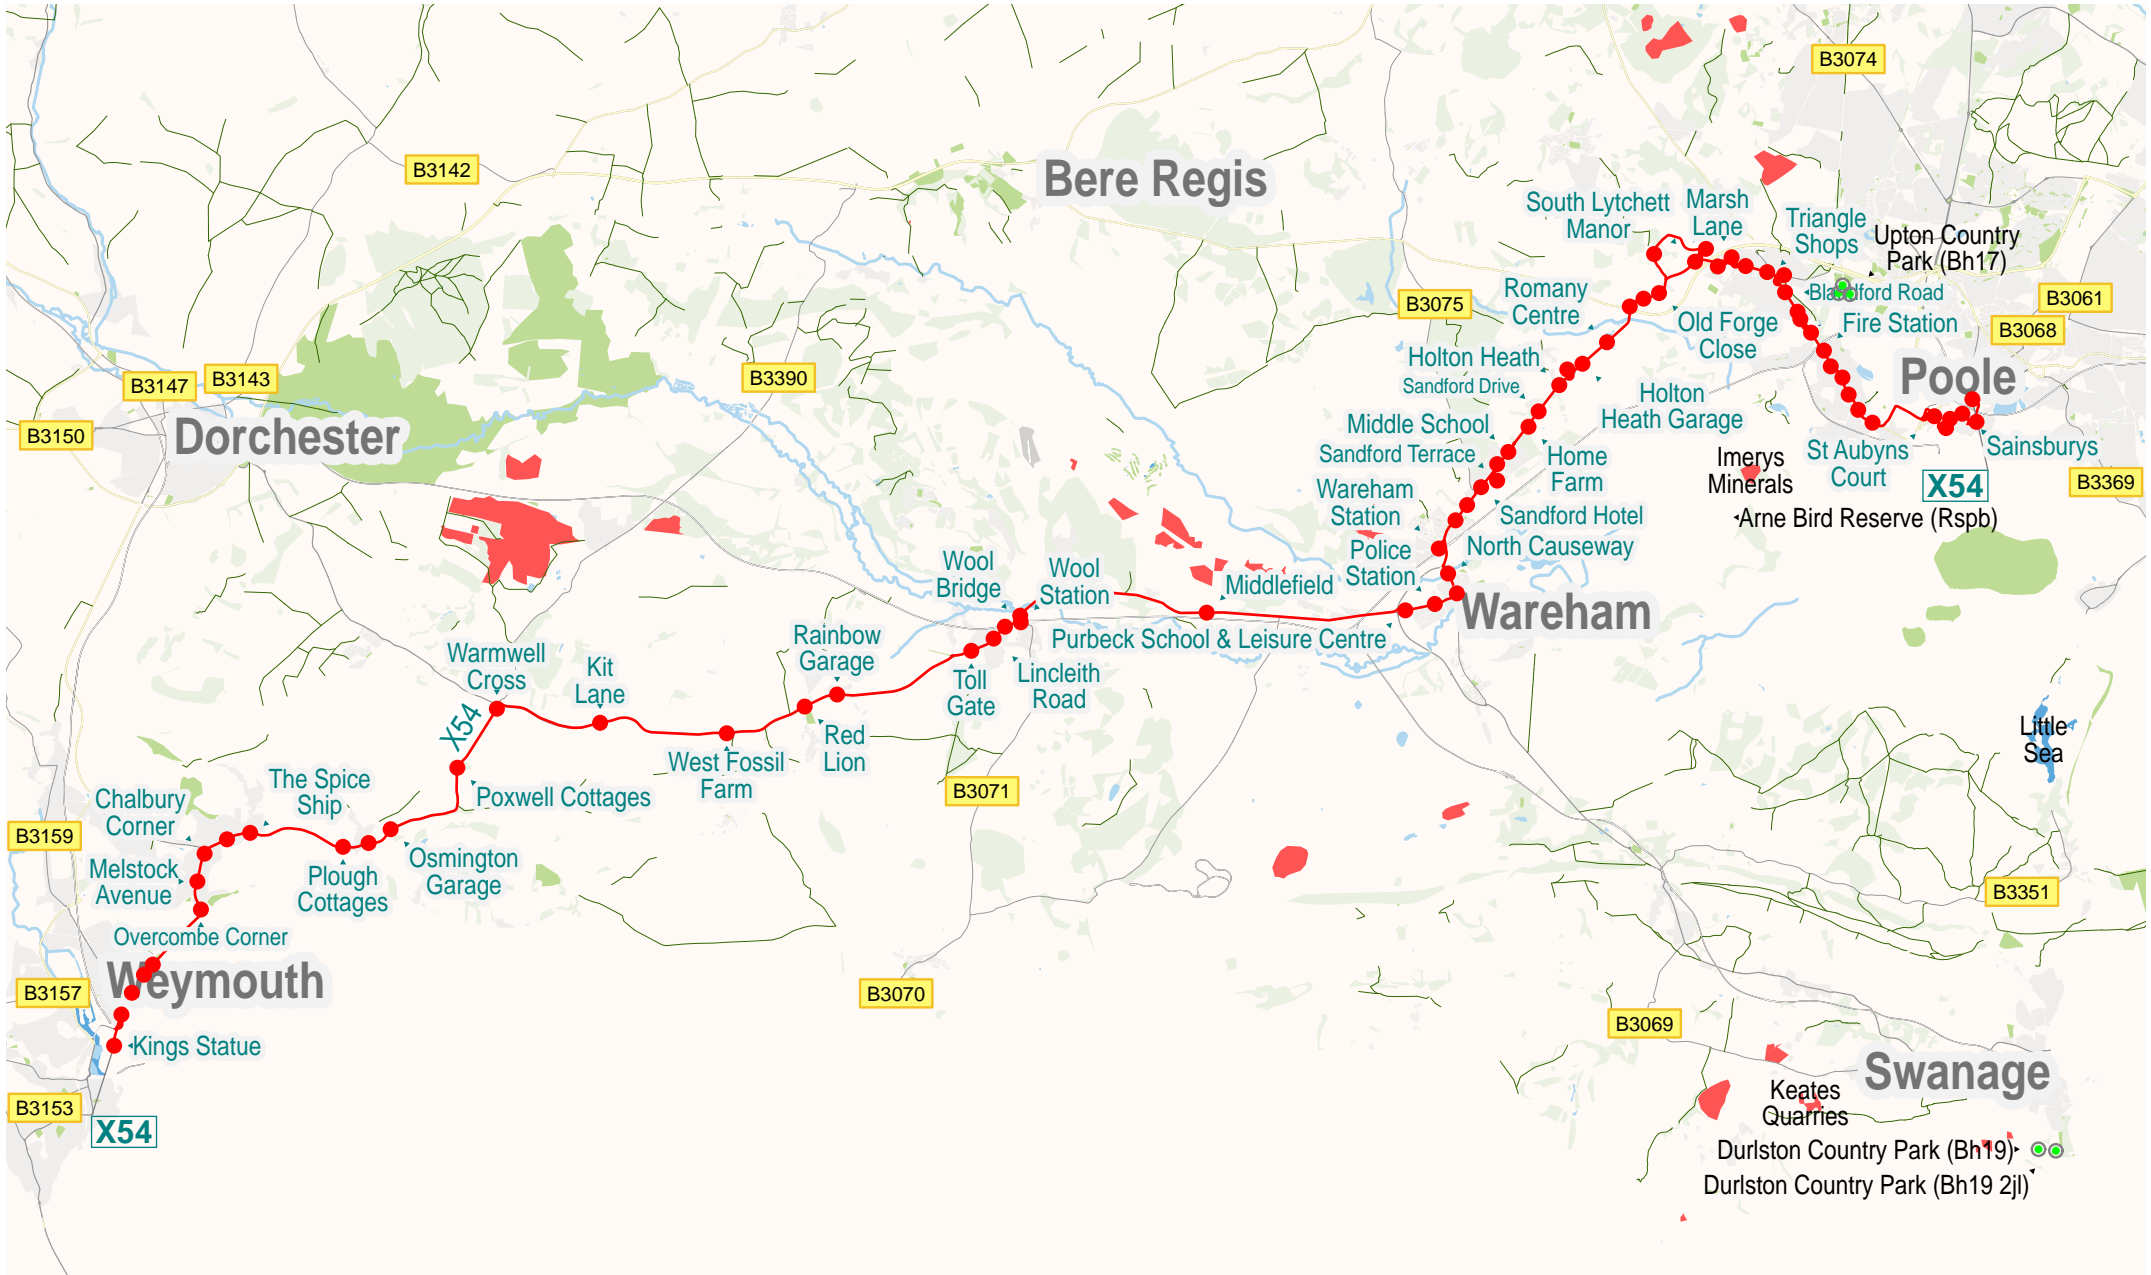 B3074
B3142
Bere Regis
South Lytchett
Manor
Marsh
Lane
Triangle
Shops
Upton Country
Park (Bh17)
Blandford Road
B3061
B3075
Romany
Centre
Old Forge
Close
Fire Station
B3068
B3147
B3143
B3390
Holton Heath
Sandford Drive
Poole
Holton
Heath Garage
B3150
Dorchester
Middle School
Sandford Terrace
Home
Farm
Imerys
Minerals
St Aubyns
Court
Sainsburys
X54
B3369
Wareham
Station
Sandford Hotel
Arne Bird Reserve (Rspb)
Police
Station
North Causeway
Wool
Bridge
Wool
Station
Middlefield
Wareham
Purbeck School & Leisure Centre
Rainbow
Garage
Warmwell
Cross
Kit
Lane
Toll
Gate
Lincleith
Road
X54
Red
Lion
West Fossil
Farm
Little
Sea
B3071
Poxwell Cottages
The Spice
Ship
Chalbury
Corner
B3159
Melstock
Avenue
Plough
Cottages
Osmington
Garage
B3351
Overcombe Corner
Weymouth
B3157
B3070
B3069
Kings Statue
Swanage
Keates
Quarries
B3153
X54
Durlston Country Park (Bh19)
Durlston Country Park (Bh19 2jl)